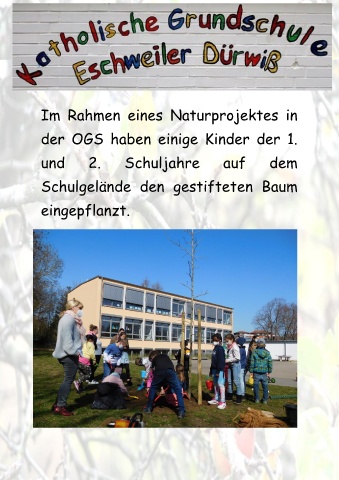 Katholische Grundschule
Eschweiler Dürwiß
Im Rahmen eines Naturprojektes in
der OGS haben einige Kinder der 1.
und 2. Schuljahre auf dem
Schulgelände den gestifteten Baum
eingepflanzt.